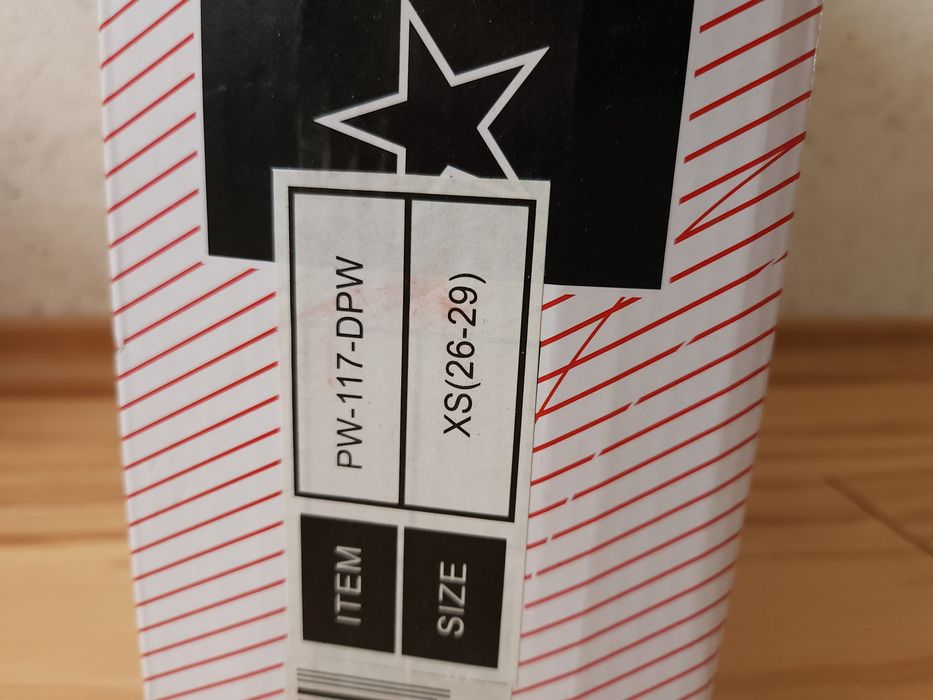 ITEM PW-117-DPW
SIZE XS(26-29)